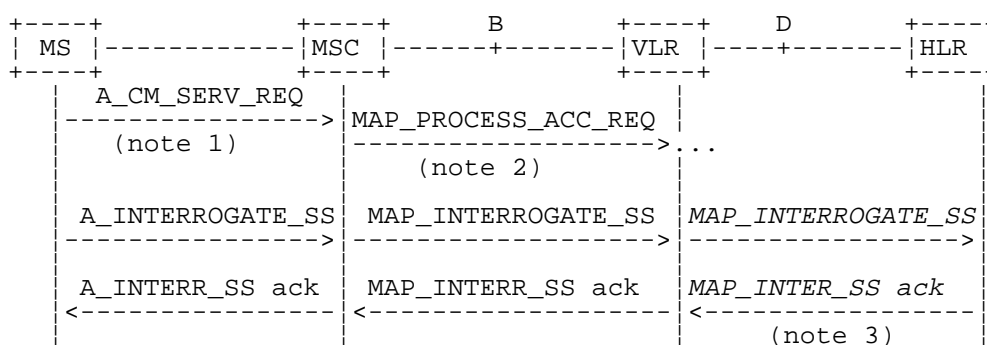 B D
MS MSC VLR HLR
A_CM_SERV_REQ
MAP_PROCESS_ACC_REQ
(note 1) ...
(note 2)
A_INTERROGATE_SS MAP_INTERROGATE_SS MAP_INTERROGATE_SS
A_INTERR_SS ack MAP_INTERR_SS ack MAP_INTER_SS ack
(note 3)